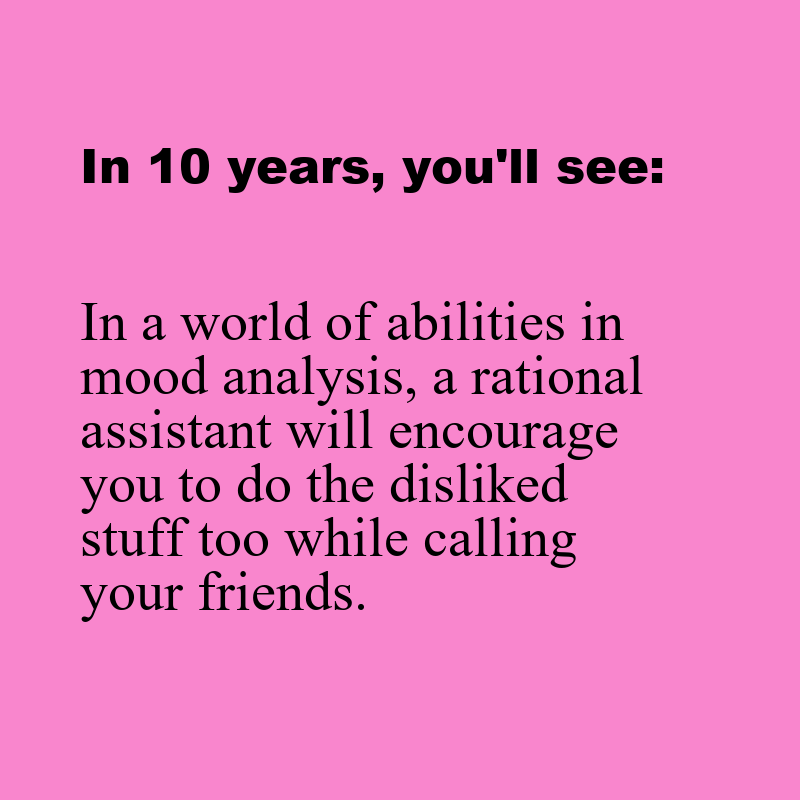 In 10 years, you'll see:
In a world of abilities in
mood analysis, a rational
assistant will encourage
you to do the disliked
stuff too while calling
your friends.